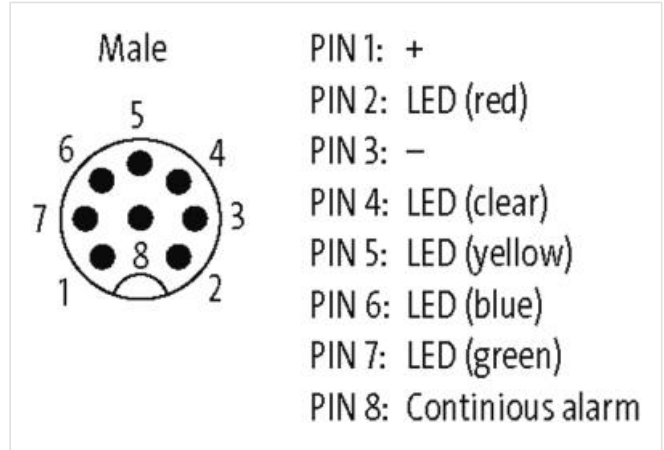 Male
5
6
4
7
3
8
1
2
PIN 1: +
PIN 2: LED (red)
PIN 3: –
PIN 4: LED (clear)
PIN 5: LED (yellow)
PIN 6: LED (blue)
PIN 7: LED (green)
PIN 8: Continious alarm